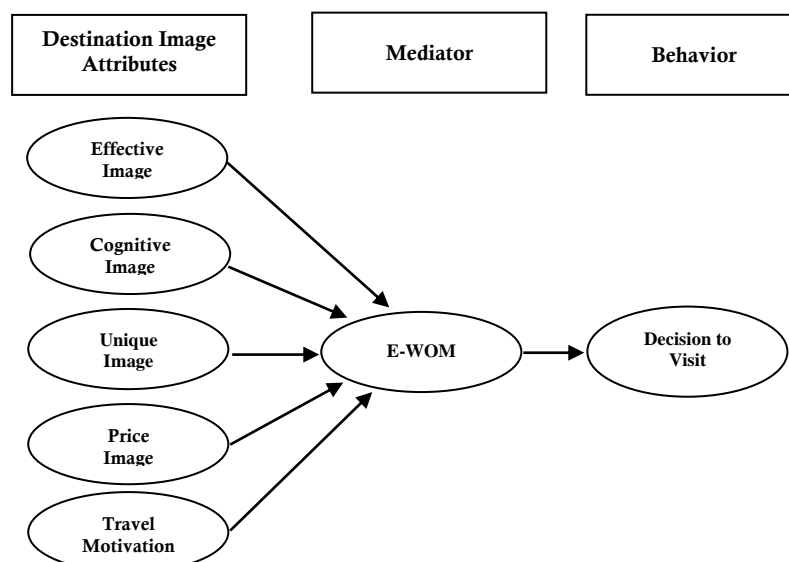 Destination Image
Attributes
Mediator
Behavior
Effective
Image
Cognitive
Image
Unique
Image
E-WOM
Decision to
Visit
Price
Image
Travel
Motivation